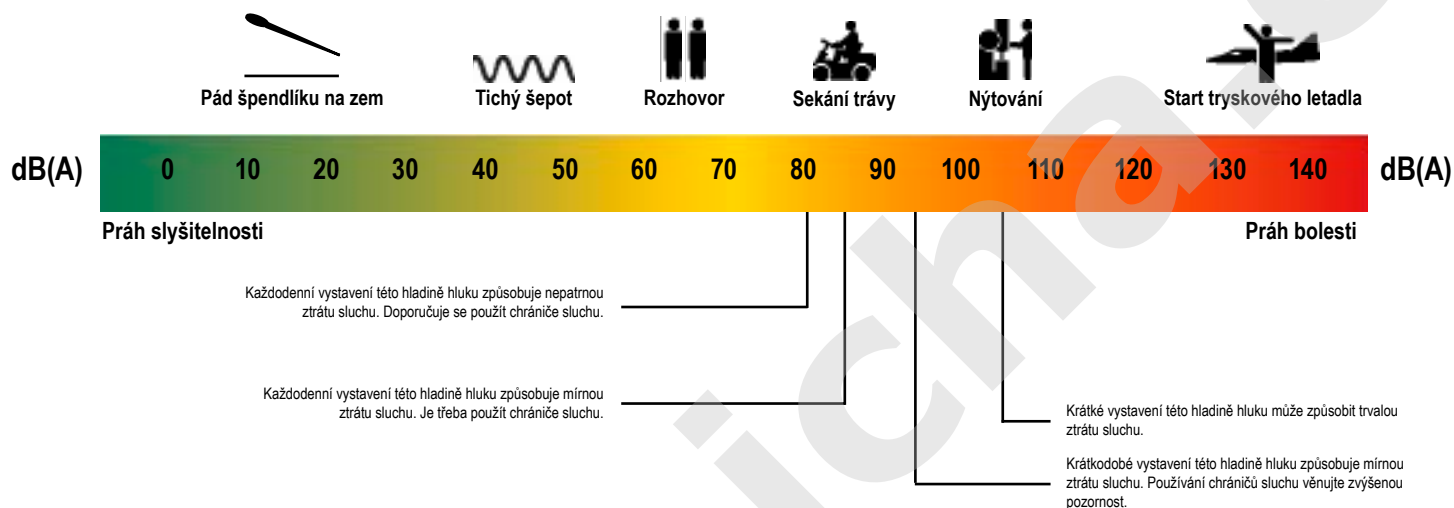 Pád špendlíku na zem
Tichý šepot
Rozhovor
Sekání trávy
Nýtování
Start tryskového letadla
dB(A) 0 10 20 30 40 50 60 70 80 90 100 110 120 130 140 dB(A)
Práh slyšitelnosti
Práh bolesti
Každodenní vystavení této hladině hluku způsobuje nepatrnou
ztrátu sluchu. Doporučuje se použít chrániče sluchu.
Každodenní vystavení této hladině hluku způsobuje mírnou
ztrátu sluchu. Je třeba použít chrániče sluchu.
Krátké vystavení této hladině hluku může způsobit trvalou
ztrátu sluchu.
Krátkodobé vystavení této hladině hluku způsobuje mírnou
ztrátu sluchu. Používání chráničů sluchu věnujte zvýšenou
pozornost.
icha.